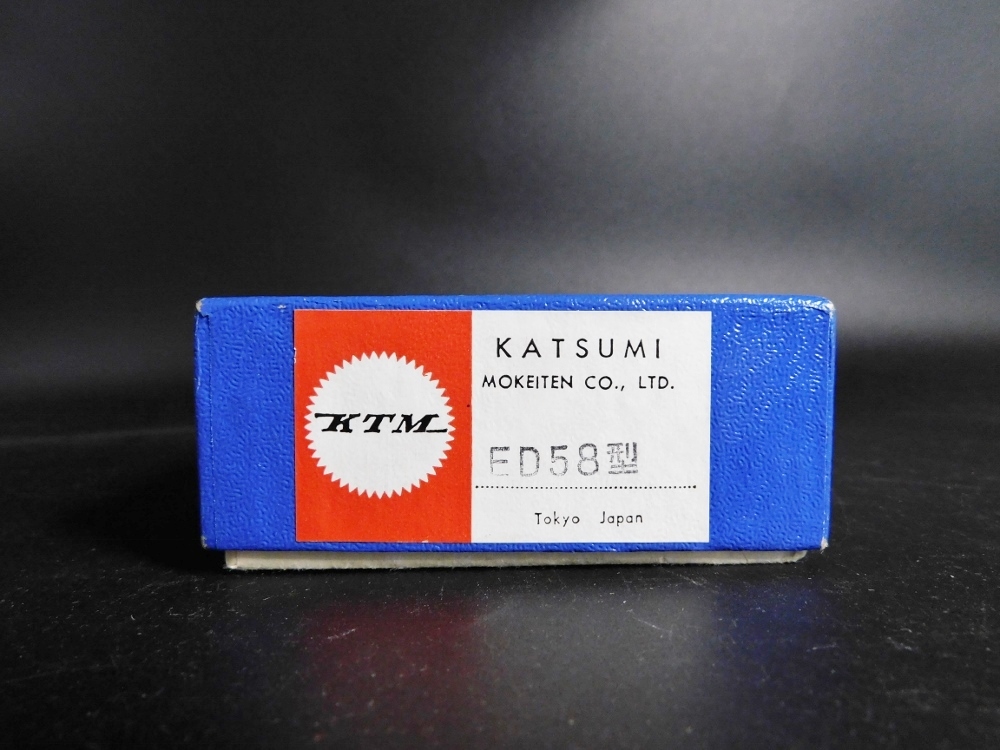 KTM
KATSUMI
MOKEITEN CO., LTD.
ED58型
Tokyo Japan